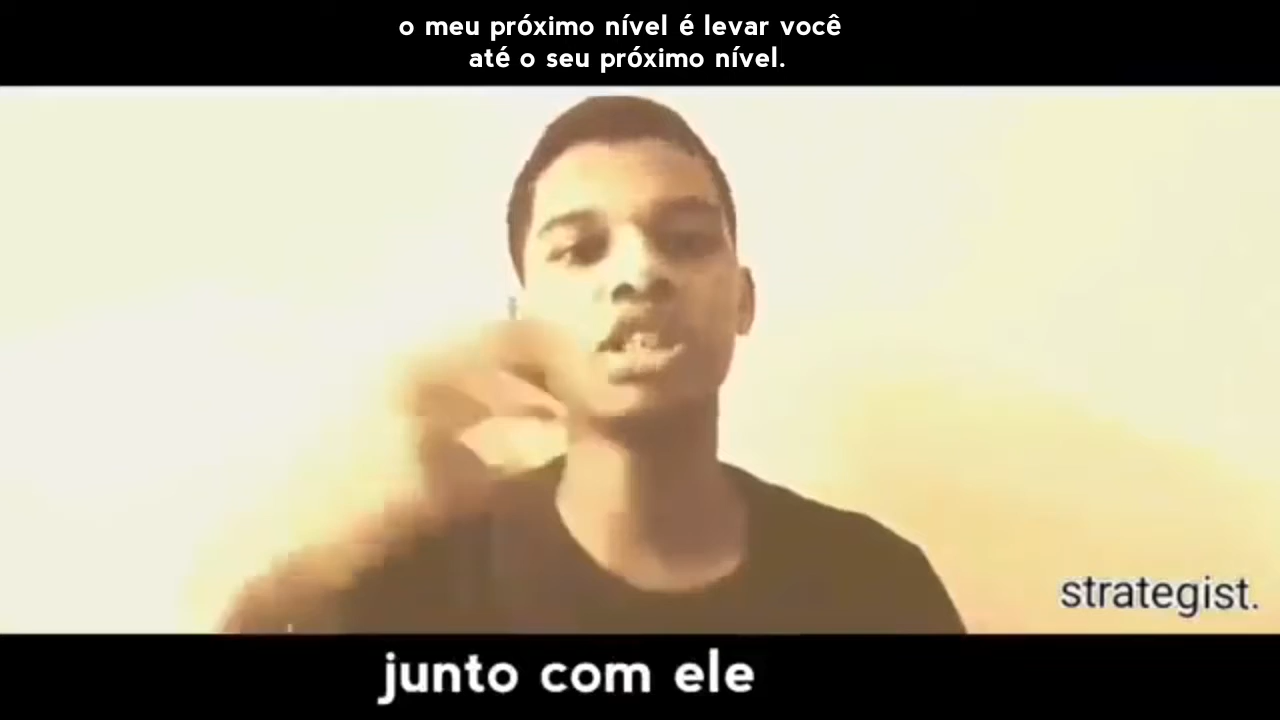 o meu próximo nível é levar você
até o seu próximo nível.
strategist.
junto com ele